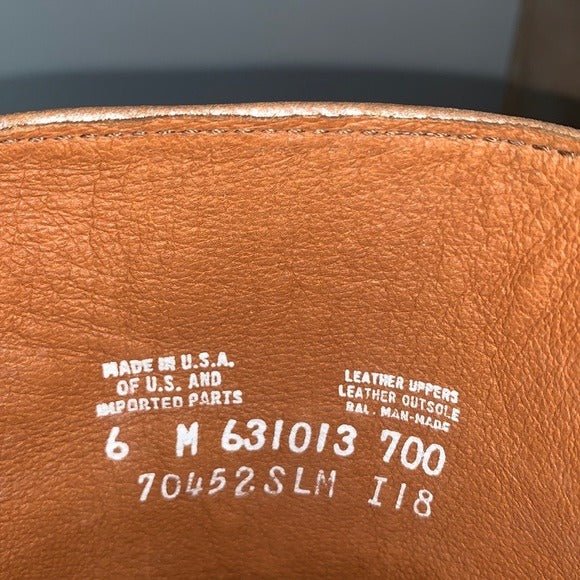 MADE IN U.S.A.
OF U.S. AND
IMPORTED PARTS
LEATHER UPPERS
LEATHER OUTSOLE
BAL. MAN-MADE
6 M 631013 700
70452SLM I18